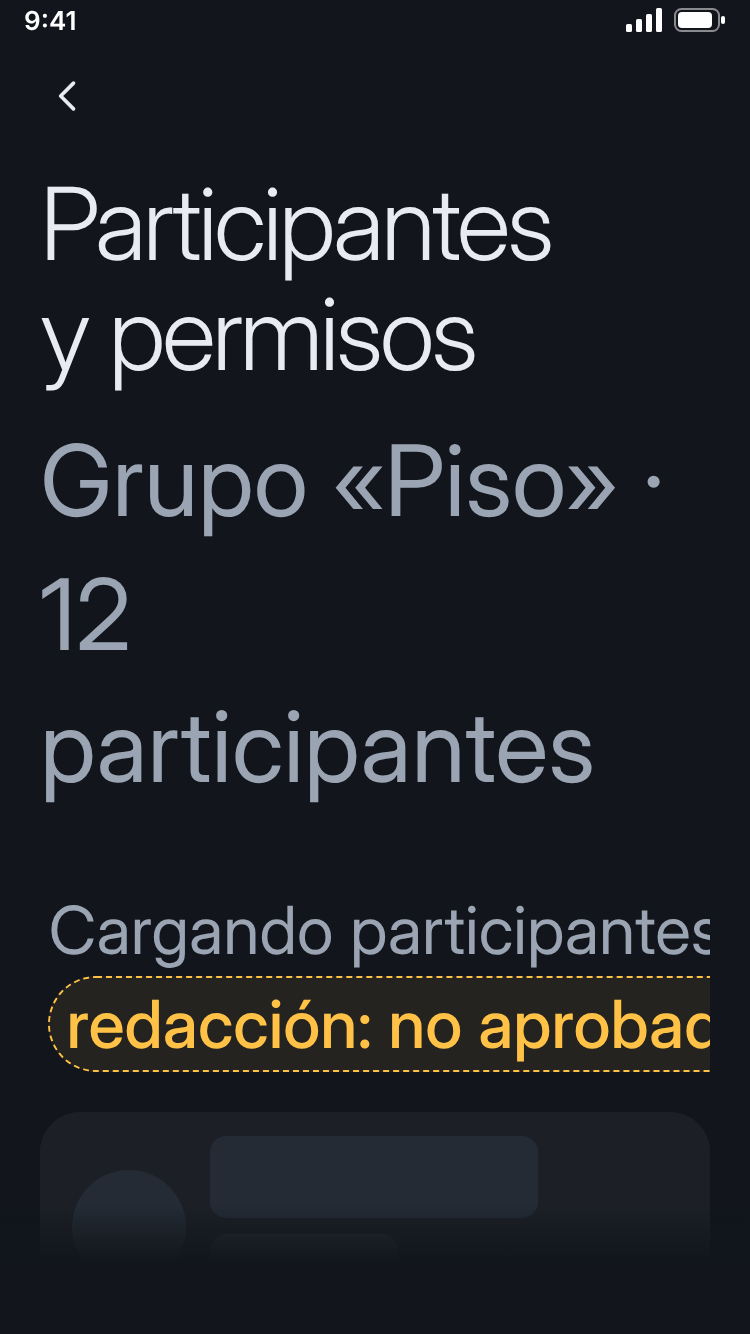 9:41
Participantes
y permisos
Grupo «Piso» ·
12
participantes
Cargando participantes
redacción: no aprobad